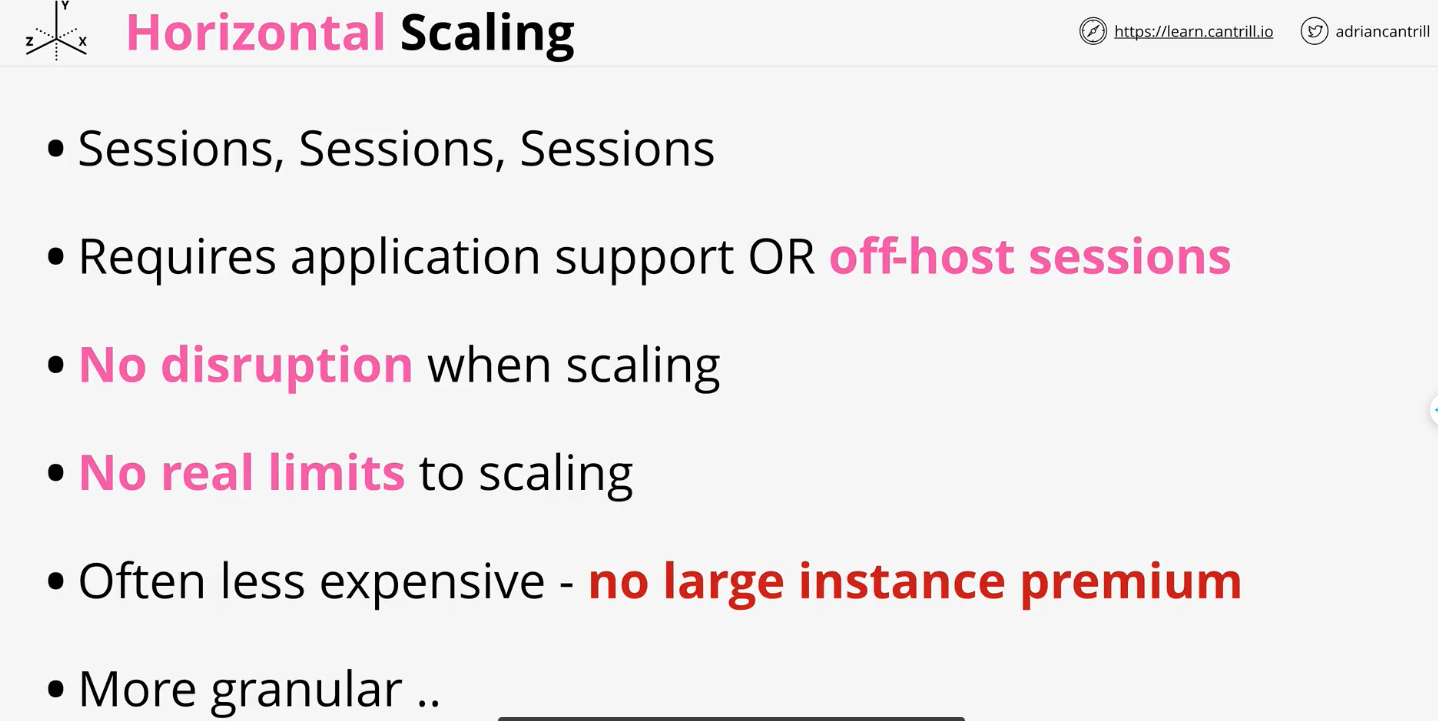 Y
Z X
Horizontal Scaling
https://learn.cantrill.io adriancantrill
• Sessions, Sessions, Sessions
• Requires application support OR off-host sessions
• No disruption when scaling
• No real limits to scaling
• Often less expensive - no large instance premium
• More granular ..